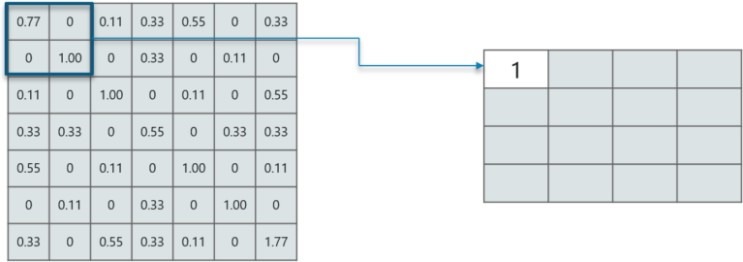 0.77 0 0.11 0.33 0.55 0 0.33
0 1.00 0 0.33 0 0.11 0
0.11 0 1.00 0 0.11 0 0.55
0.33 0.33 0 0.55 0 0.33 0.33
0.55 0 0.11 0 1.00 0 0.11
0 0.11 0 0.33 0 1.00 0
0.33 0 0.55 0.33 0.11 0 1.77
1